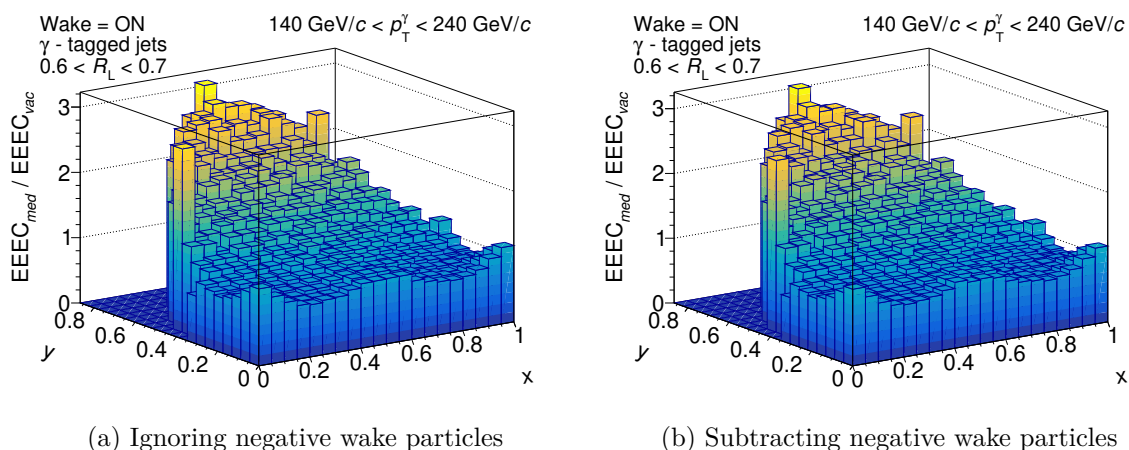 Wake = ON
γ - tagged jets
0.6 < R_L < 0.7
140 GeV/c < p_T^γ < 240 GeV/c
EEEC_med / EEEC_vac
3
2
1
0
0.8
0.6
0.4
0.2
0
y
0
0.2
0.4
0.6
0.8
1
x
(a) Ignoring negative wake particles
Wake = ON
γ - tagged jets
0.6 < R_L < 0.7
140 GeV/c < p_T^γ < 240 GeV/c
EEEC_med / EEEC_vac
3
2
1
0
0.8
0.6
0.4
0.2
0
y
0
0.2
0.4
0.6
0.8
1
x
(b) Subtracting negative wake particles